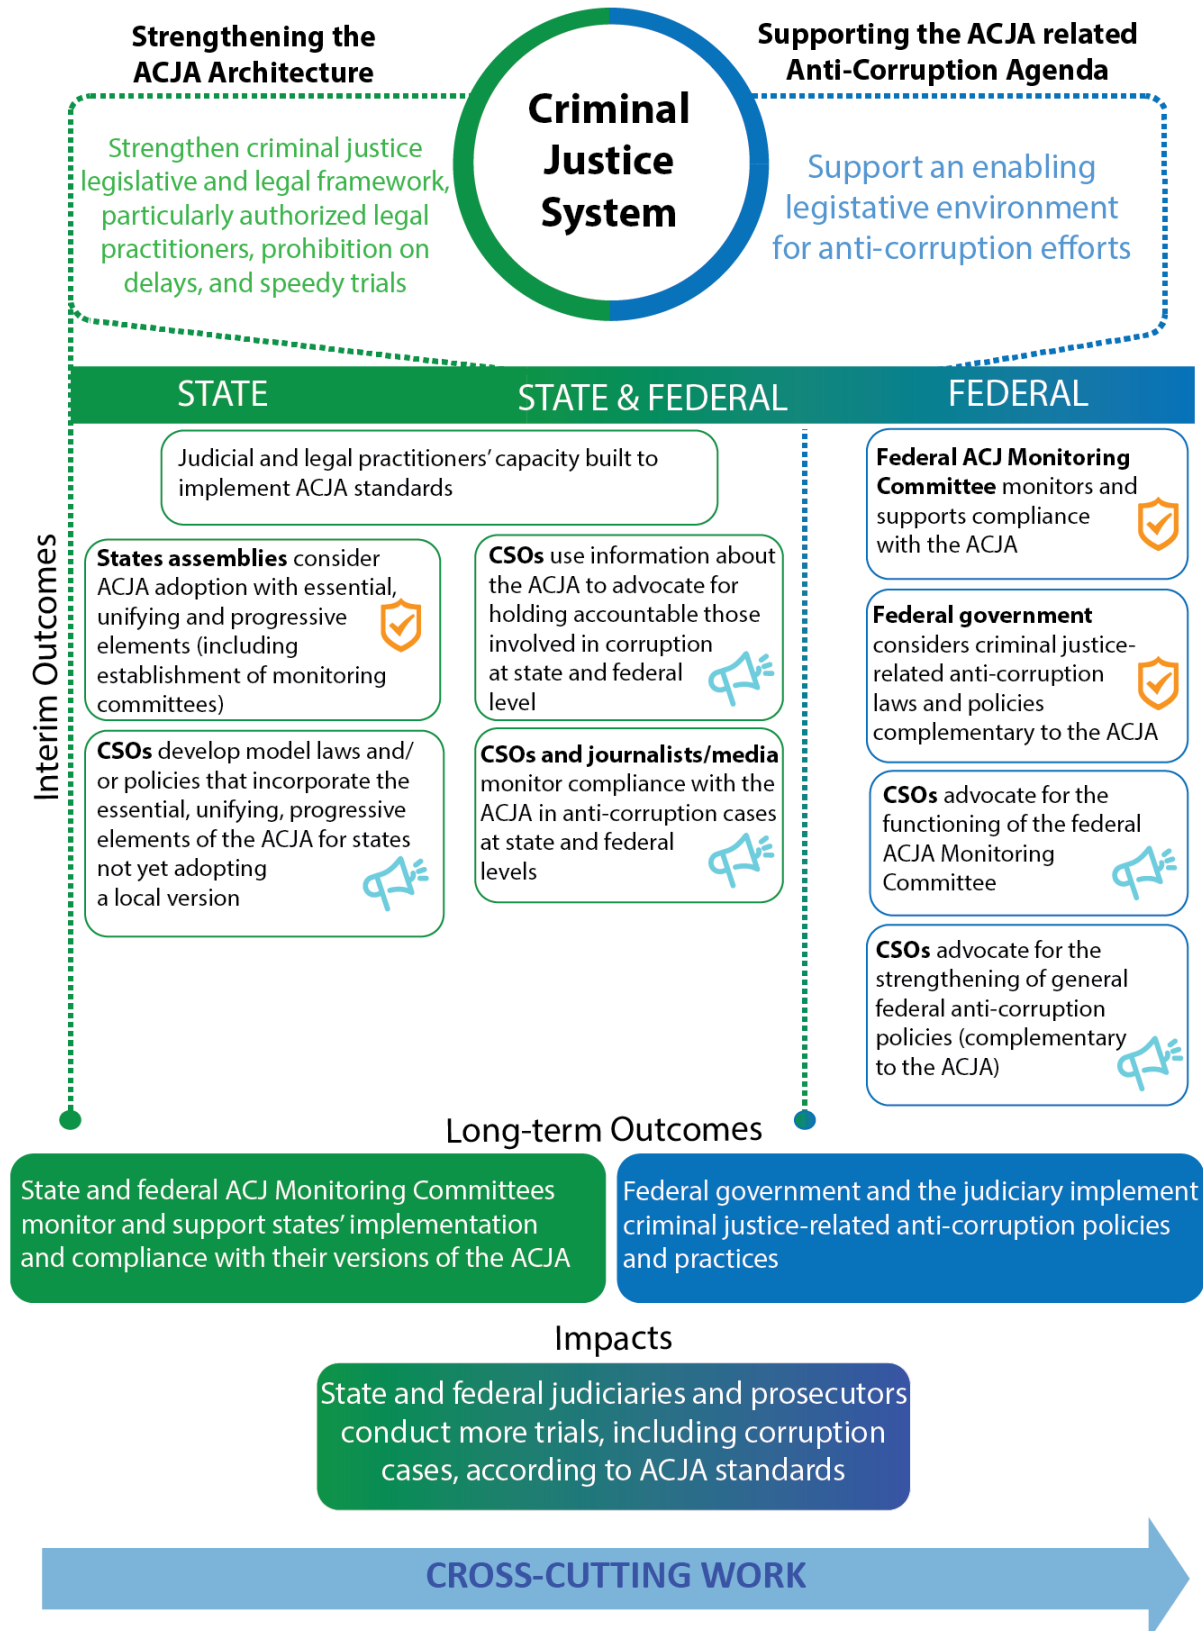 Strengthening the
ACJA Architecture
Criminal
Justice
System
Supporting the ACJA related
Anti-Corruption Agenda
Strengthen criminal justice
legislative and legal framework,
particularly authorized legal
practitioners, prohibition on
delays, and speedy trials
Support an enabling
legistative environment
for anti-corruption efforts
STATE
STATE & FEDERAL
FEDERAL
Interim Outcomes
Judicial and legal practitioners' capacity built to
implement ACJA standards
States assemblies consider
ACJA adoption with essential,
unifying and progressive
elements (including
establishment of monitoring
committees)
CSOs develop model laws and/
or policies that incorporate the
essential, unifying, progressive
elements of the ACJA for states
not yet adopting
a local version
CSOs use information about
the ACJA to advocate for
holding accountable those
involved in corruption
at state and federal
level
CSOs and journalists/media
monitor compliance with the
ACJA in anti-corruption cases
at state and federal
levels
Federal ACJ Monitoring
Committee monitors and
supports compliance
with the ACJA
Federal government
considers criminal justice-
related anti-corruption
laws and policies
complementary to the ACJA
CSOs advocate for the
functioning of the federal
ACJA Monitoring
Committee
CSOs advocate for the
strengthening of general
federal anti-corruption
policies (complementary
to the ACJA)
Long-term Outcomes
State and federal ACJ Monitoring Committees
monitor and support states' implementation
and compliance with their versions of the ACJA
Federal government and the judiciary implement
criminal justice-related anti-corruption policies
and practices
Impacts
State and federal judiciaries and prosecutors
conduct more trials, including corruption
cases, according to ACJA standards
CROSS-CUTTING WORK